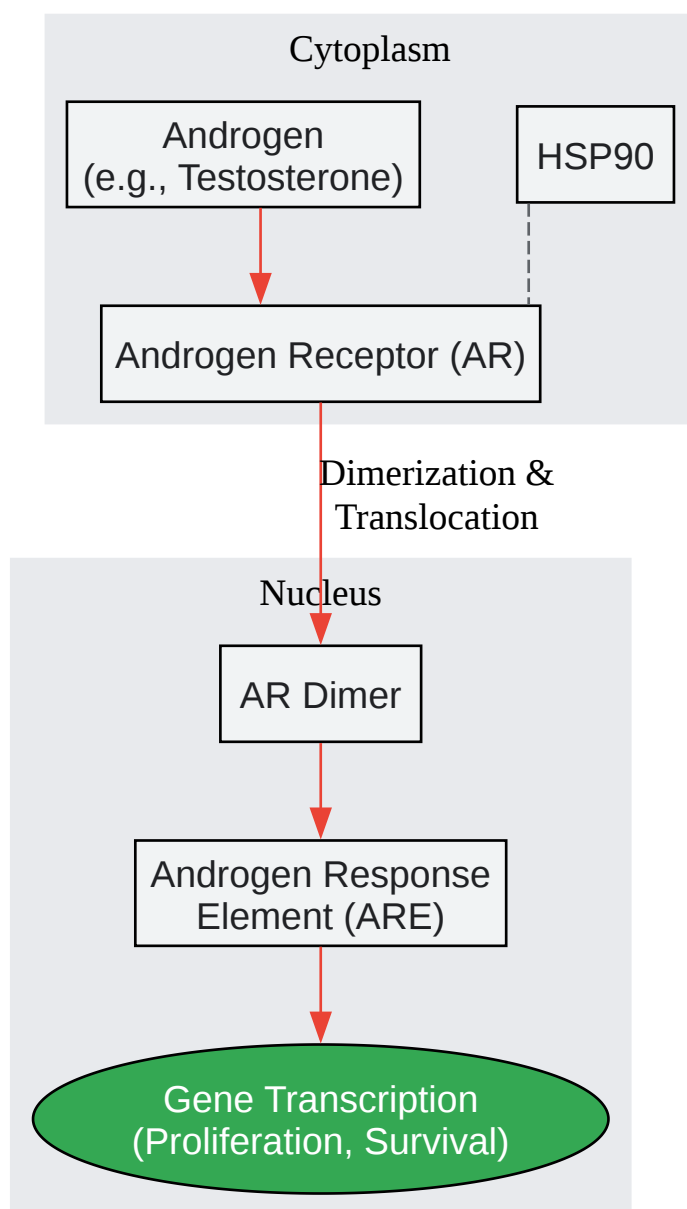 Cytoplasm
Androgen
(e.g., Testosterone)
HSP90
Androgen Receptor (AR)
Dimerization &
Translocation
Nucleus
AR Dimer
Androgen Response
Element (ARE)
Gene Transcription
(Proliferation, Survival)